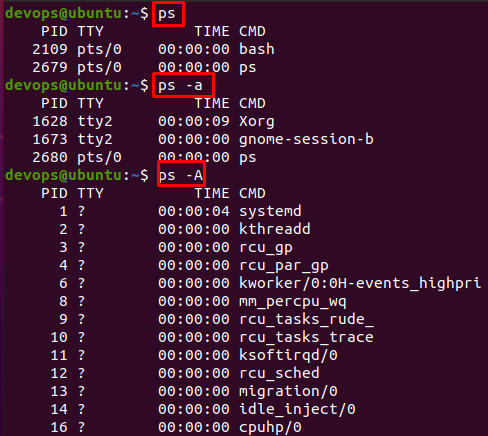 devops@ubuntu:~$ ps
PID TTY TIME CMD
2109 pts/0 00:00:00 bash
2679 pts/0 00:00:00 ps
devops@ubuntu:~$ ps -a
PID TTY TIME CMD
1628 tty2 00:00:09 Xorg
1673 tty2 00:00:00 gnome-session-b
2680 pts/0 00:00:00 ps
devops@ubuntu:~$ ps -A
PID TTY TIME CMD
1 ? 00:00:04 systemd
2 ? 00:00:00 kthreadd
3 ? 00:00:00 rcu_gp
4 ? 00:00:00 rcu_par_gp
6 ? 00:00:00 kworker/0:0H-events_highpri
8 ? 00:00:00 mm_percpu_wq
9 ? 00:00:00 rcu_tasks_rude_
10 ? 00:00:00 rcu_tasks_trace
11 ? 00:00:00 ksoftirqd/0
12 ? 00:00:00 rcu_sched
13 ? 00:00:00 migration/0
14 ? 00:00:00 idle_inject/0
16 ? 00:00:00 cpuhp/0